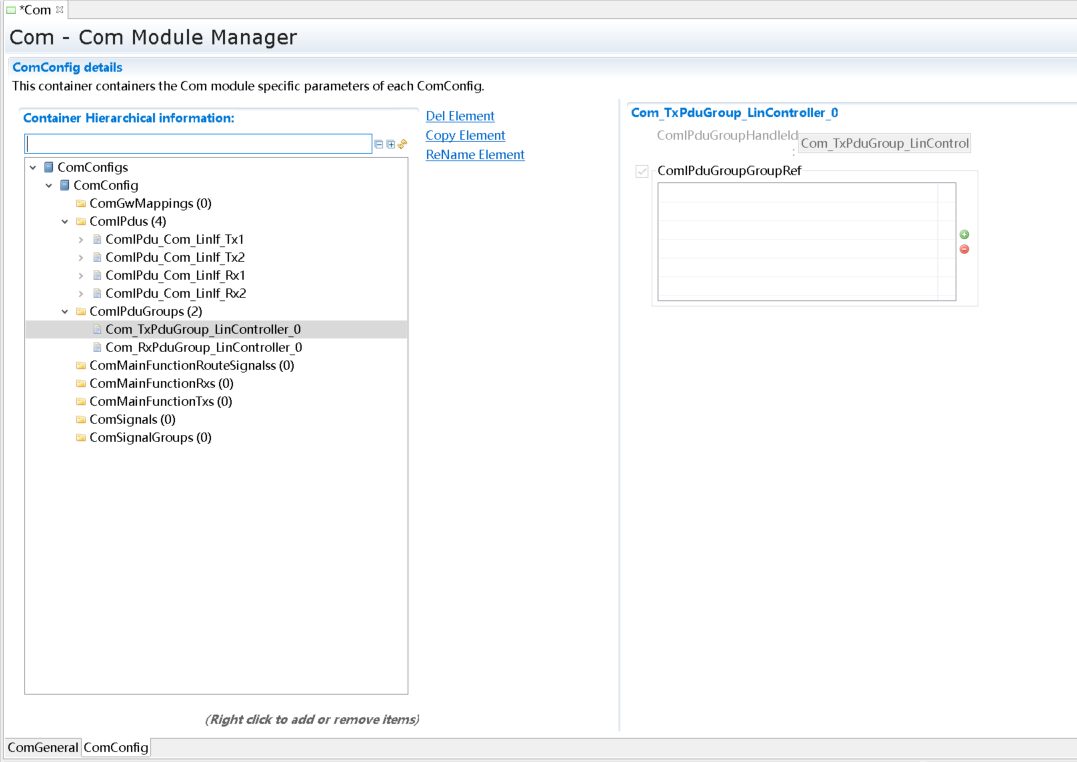 *Com
Com - Com Module Manager
ComConfig details
This container containers the Com module specific parameters of each ComConfig.
Container Hierarchical information:
Del Element
Copy Element
ReName Element
ComConfigs
ComConfig
ComGwMappings (0)
ComIPdus (4)
ComIPdu_Com_LinIf_Tx1
ComIPdu_Com_LinIf_Tx2
ComIPdu_Com_LinIf_Rx1
ComIPdu_Com_LinIf_Rx2
ComIPduGroups (2)
Com_TxPduGroup_LinController_0
Com_RxPduGroup_LinController_0
ComMainFunctionRouteSignalss (0)
ComMainFunctionRxs (0)
ComMainFunctionTxs (0)
ComSignals (0)
ComSignalGroups (0)
(Right click to add or remove items)
Com_TxPduGroup_LinController_0
ComIPduGroupHandleId
:
Com_TxPduGroup_LinControl
ComIPduGroupGroupRef
ComGeneral
ComConfig